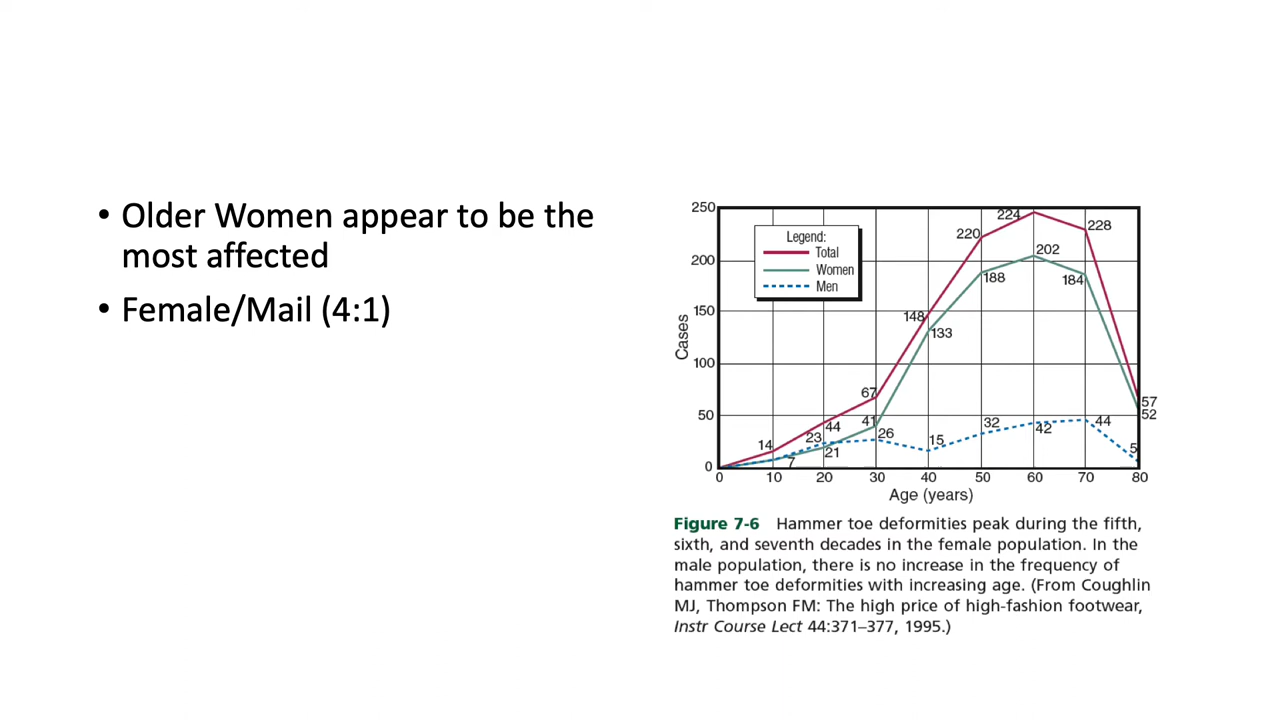 • Older Women appear to be the
most affected
• Female/Mail (4:1)
250
200
150
100
50
0
Cases
Legend:
Total
Women
Men
14
44
67
148
220
224
228
57
7
21
41
133
188
202
184
52
23
26
15
32
42
44
5
0 10 20 30 40 50 60 70 80
Age (years)
Figure 7-6 Hammer toe deformities peak during the fifth,
sixth, and seventh decades in the female population. In the
male population, there is no increase in the frequency of
hammer toe deformities with increasing age. (From Coughlin
MJ, Thompson FM: The high price of high-fashion footwear,
Instr Course Lect 44:371–377, 1995.)